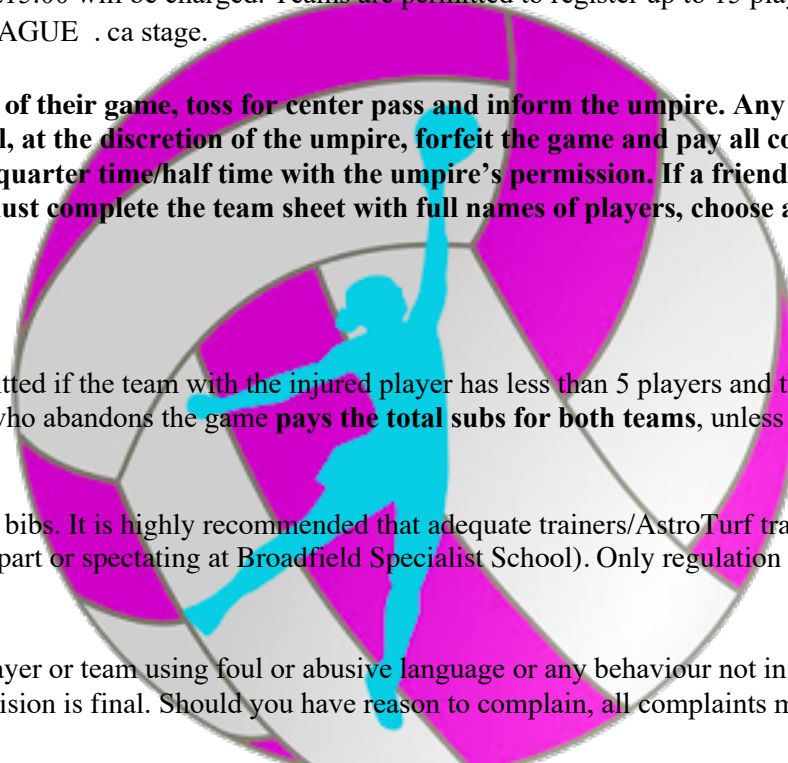 £15.00 will be charged. Teams are permitted to register up to 15 play
AGUE . ca stage.
of their game, toss for center pass and inform the umpire. Any
l, at the discretion of the umpire, forfeit the game and pay all co
quarter time/half time with the umpire’s permission. If a friend
ust complete the team sheet with full names of players, choose a
tted if the team with the injured player has less than 5 players and t
who abandons the game pays the total subs for both teams, unless
bibs. It is highly recommended that adequate trainers/AstroTurf tra
part or spectating at Broadfield Specialist School). Only regulation
ayer or team using foul or abusive language or any behaviour not in
ision is final. Should you have reason to complain, all complaints m